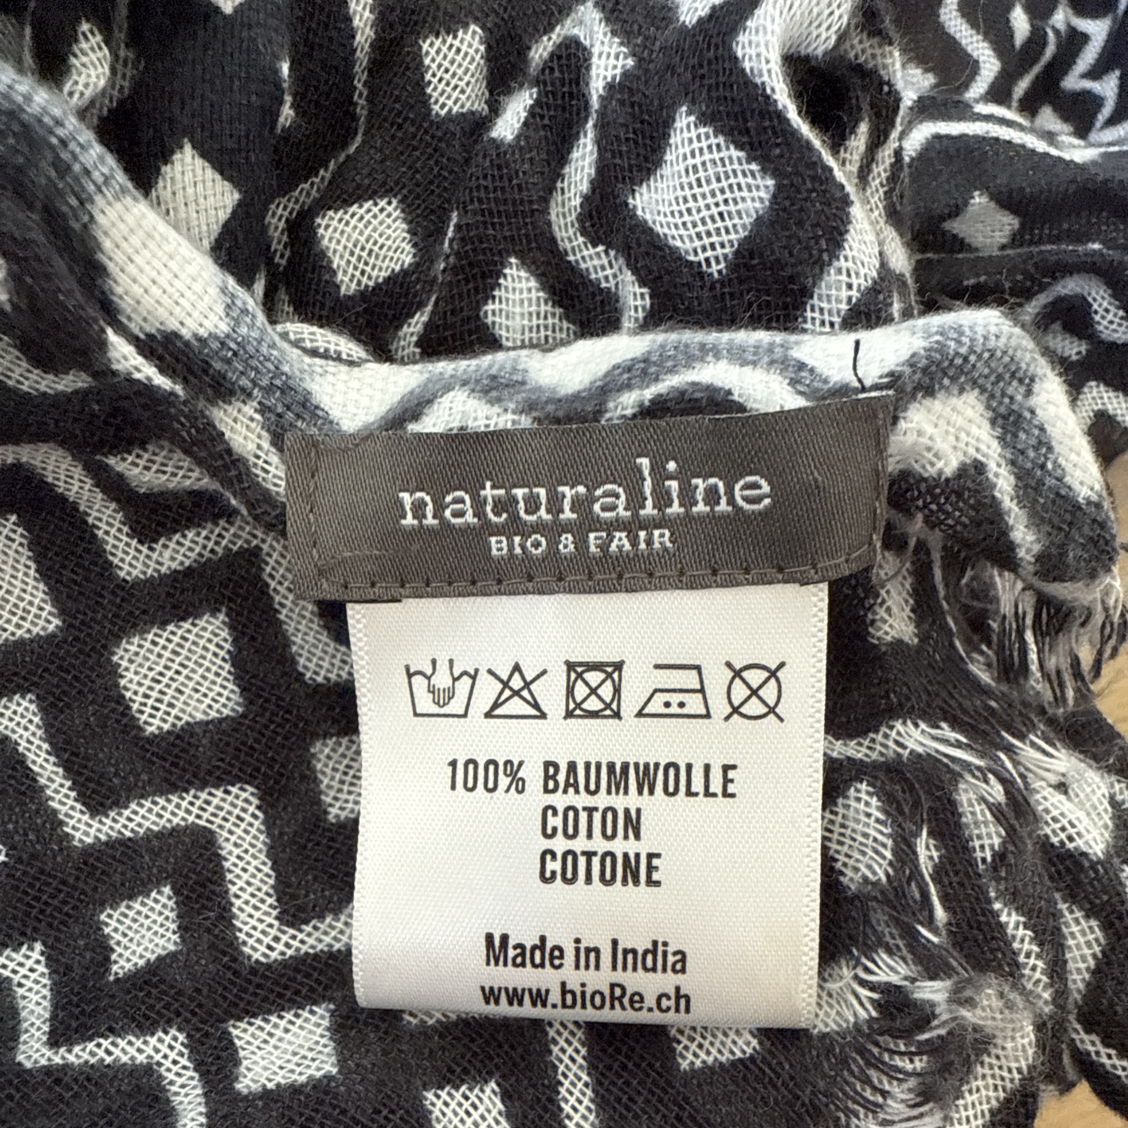 naturaline
BIO & FAIR
100% BAUMWOLLE
COTON
COTONE
Made in India
www.bioRe.ch